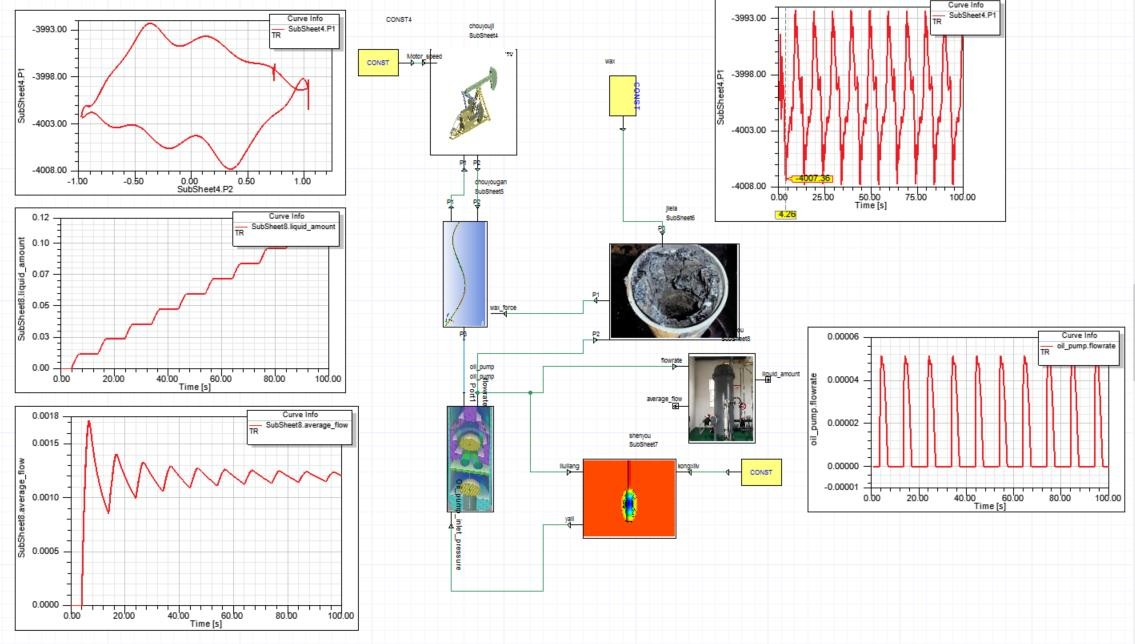 Curve Info
SubSheet4.P1
TR
-3993.00
-3998.00
-4003.00
-4008.00
SubSheet4.P1
-1.00
-0.50
0.00
0.50
1.00
SubSheet4.P2
Curve Info
SubSheet8.liquid_amount
TR
0.12
0.10
0.07
0.05
0.03
0.00
SubSheet8.liquid_amount
0.00
20.00
40.00
60.00
80.00
100.00
Time [s]
Curve Info
SubSheet8.average_flow
TR
0.0018
0.0015
0.0010
0.0005
0.0000
SubSheet8.average_flow
0.00
20.00
40.00
60.00
80.00
100.00
Time [s]
CONST4
CONST
Motor_speed
chouyouji
SubSheet4
P1
P2
chouyougan
SubSheet5
P1
P2
wax_force
P3
oil_pump
oil_pump
flowrate
Port1
Oil_pump_inlet_pressure
wax
CONST
jiela
SubSheet6
P3
P1
P2
SubSheet8
flowrate
average_flow
liquid_amount
shenyou
SubSheet7
liuliang
kongxilv
yali
CONST
Curve Info
SubSheet4.P1
TR
-3993.00
-3998.00
-4003.00
-4008.00
SubSheet4.P1
-4007.36
0.00
25.00
50.00
75.00
100.00
Time [s]
4.26
Curve Info
oil_pump.flowrate
TR
0.00006
0.00004
0.00002
0.00000
-0.00001
oil_pump.flowrate
0.00
20.00
40.00
60.00
80.00
100.00
Time [s]